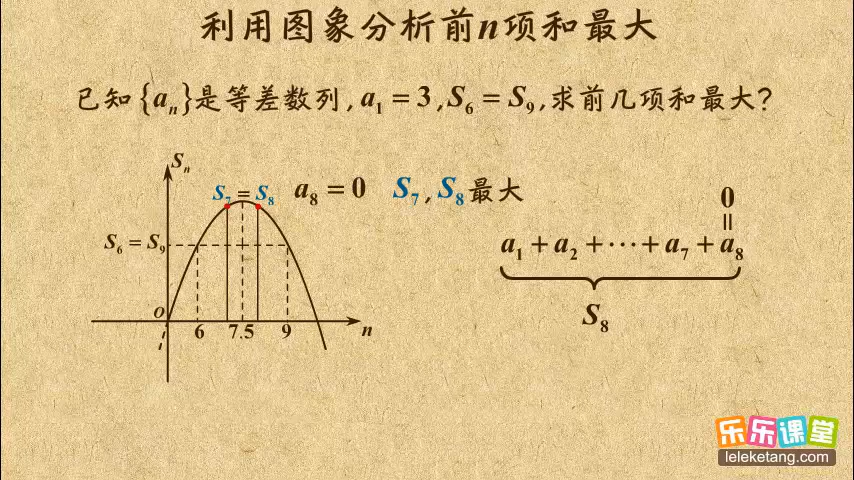 利用图象分析前n项和最大
已知{aₙ}是等差数列,a₁=3,S₆=S₉,求前几项和最大?
Sₙ
S₇=S₈
a₈=0 S₇,S₈最大
0
=
S₆=S₉
a₁+a₂+⋯+a₇+a₈
S₈
O
6 7.5 9 n
乐乐课堂
leleketang.com